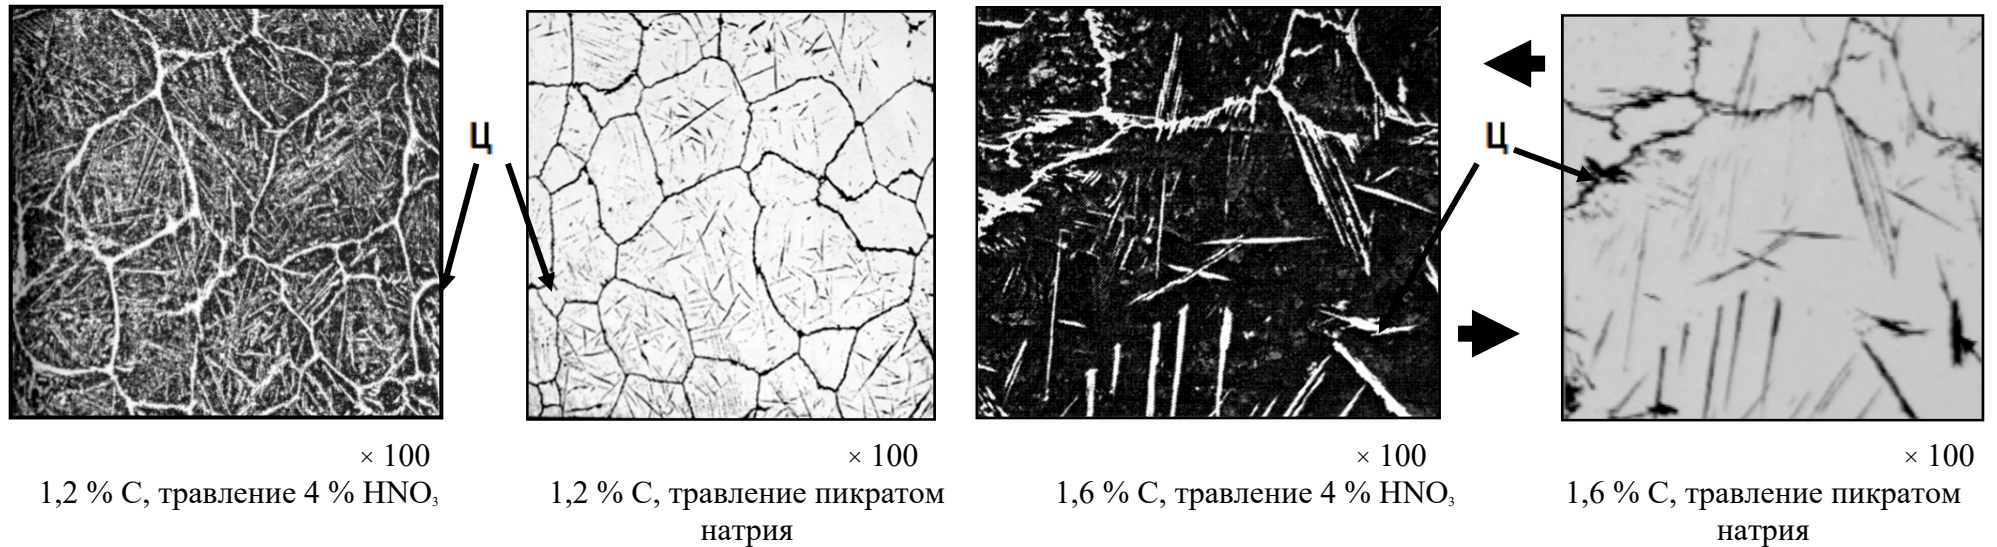 Ц
Ц
× 100
1,2 % С, травление 4 % HNO₃
× 100
1,2 % С, травление пикратом
натрия
× 100
1,6 % С, травление 4 % HNO₃
× 100
1,6 % С, травление пикратом
натрия